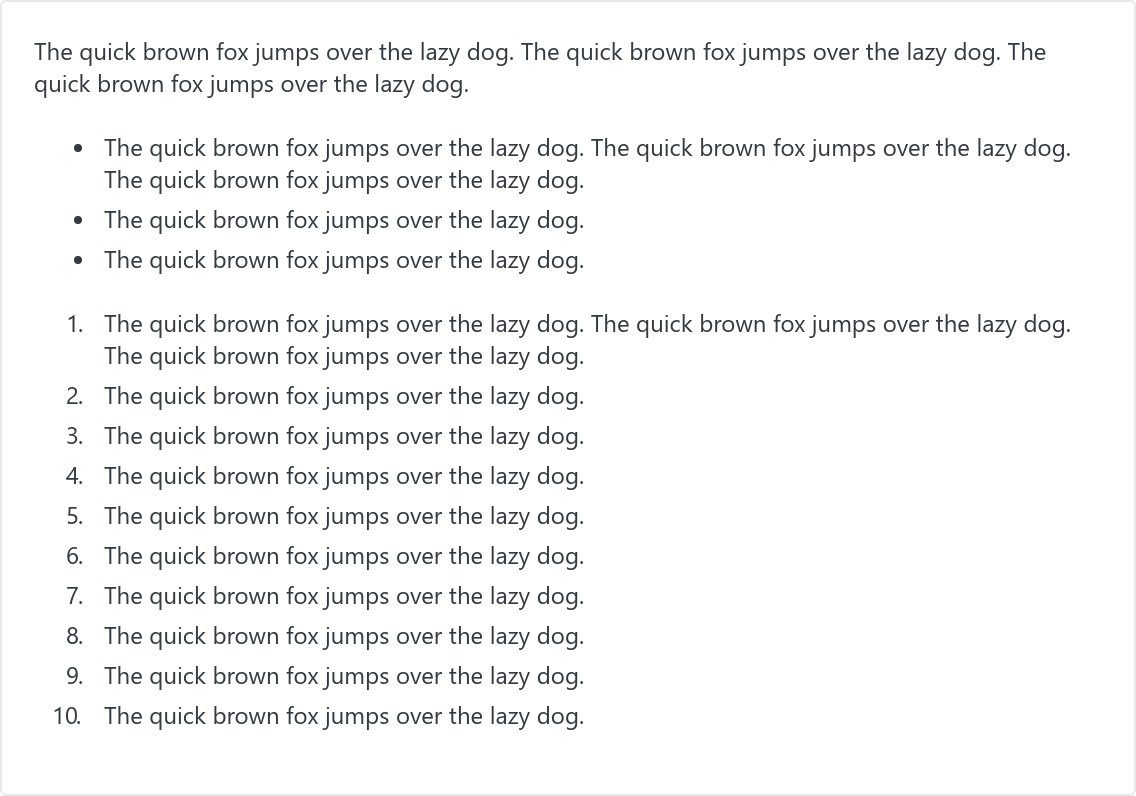 The quick brown fox jumps over the lazy dog. The quick brown fox jumps over the lazy dog. The
quick brown fox jumps over the lazy dog.
• The quick brown fox jumps over the lazy dog. The quick brown fox jumps over the lazy dog.
The quick brown fox jumps over the lazy dog.
• The quick brown fox jumps over the lazy dog.
• The quick brown fox jumps over the lazy dog.
1. The quick brown fox jumps over the lazy dog. The quick brown fox jumps over the lazy dog.
The quick brown fox jumps over the lazy dog.
2. The quick brown fox jumps over the lazy dog.
3. The quick brown fox jumps over the lazy dog.
4. The quick brown fox jumps over the lazy dog.
5. The quick brown fox jumps over the lazy dog.
6. The quick brown fox jumps over the lazy dog.
7. The quick brown fox jumps over the lazy dog.
8. The quick brown fox jumps over the lazy dog.
9. The quick brown fox jumps over the lazy dog.
10. The quick brown fox jumps over the lazy dog.